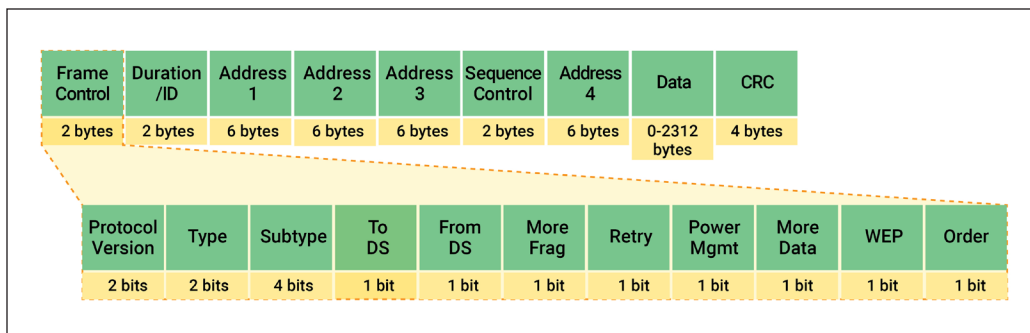 Frame Control
Duration /ID
Address 1
Address 2
Address 3
Sequence Control
Address 4
Data
CRC
2 bytes
2 bytes
6 bytes
6 bytes
6 bytes
2 bytes
6 bytes
0-2312 bytes
4 bytes
Protocol Version
Type
Subtype
To DS
From DS
More Frag
Retry
Power Mgmt
More Data
WEP
Order
2 bits
2 bits
4 bits
1 bit
1 bit
1 bit
1 bit
1 bit
1 bit
1 bit
1 bit